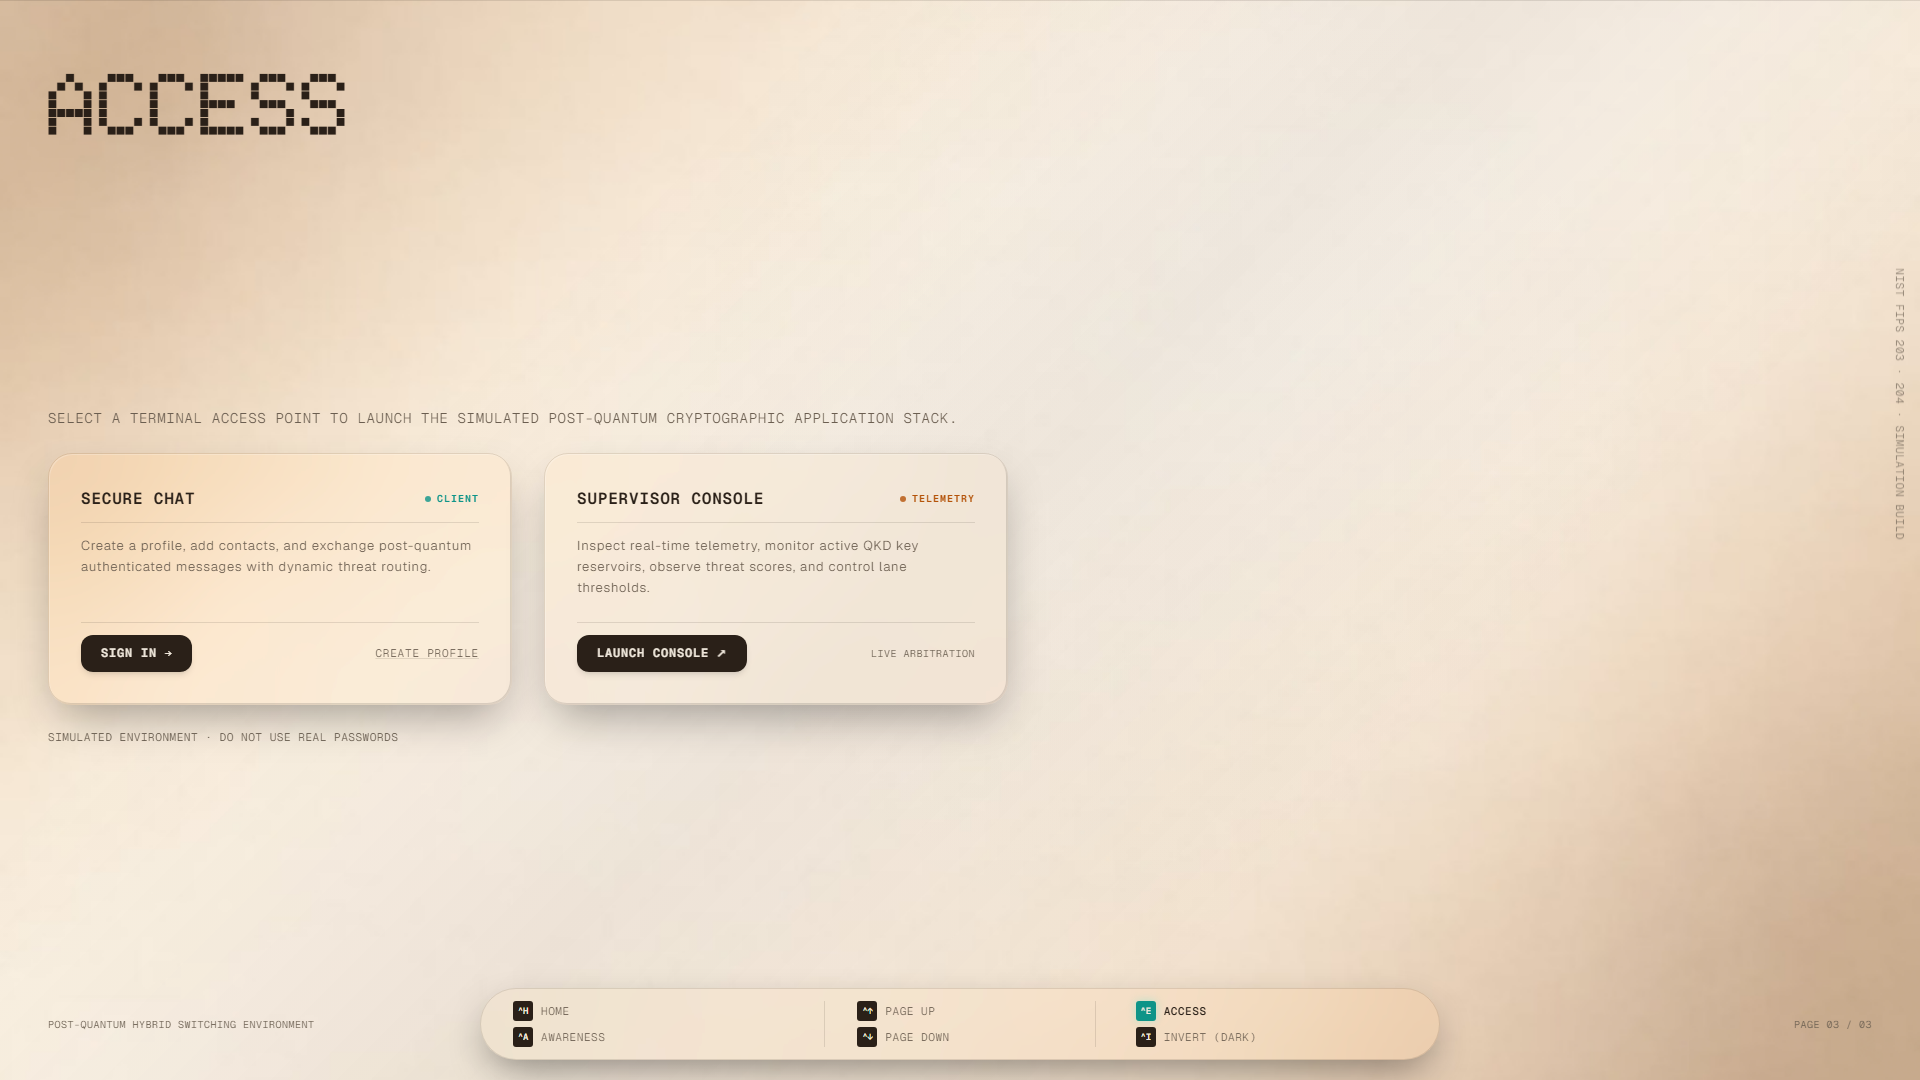 ACCESS
SELECT A TERMINAL ACCESS POINT TO LAUNCH THE SIMULATED POST-QUANTUM CRYPTOGRAPHIC APPLICATION STACK.
SECURE CHAT
CLIENT
Create a profile, add contacts, and exchange post-quantum
authenticated messages with dynamic threat routing.
SIGN IN →
CREATE PROFILE
SUPERVISOR CONSOLE
TELEMETRY
Inspect real-time telemetry, monitor active QKD key
reservoirs, observe threat scores, and control lane
thresholds.
LAUNCH CONSOLE ↗
LIVE ARBITRATION
SIMULATED ENVIRONMENT · DO NOT USE REAL PASSWORDS
NIST FIPS 203 · 204 · SIMULATION BUILD
POST-QUANTUM HYBRID SWITCHING ENVIRONMENT
^H HOME
^A AWARENESS
^↑ PAGE UP
^↓ PAGE DOWN
^E ACCESS
^I INVERT (DARK)
PAGE 03 / 03